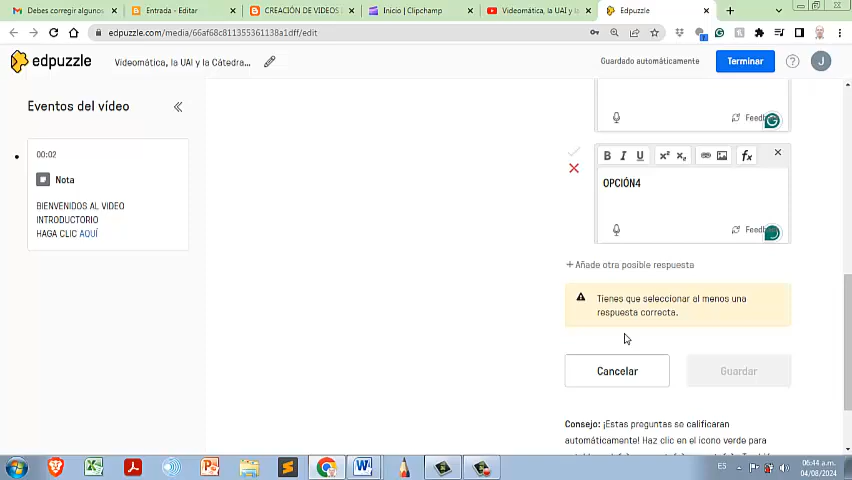 Debes corregir algunos
Entrada - Editar
CREACIÓN DE VIDEOS
Inicio | Clipchamp
Videomática, la UAI y la
Edpuzzle
edpuzzle.com/media/66af68c811355361138a1dff/edit
edpuzzle
Videomática, la UAI y la Cátedra...
Guardado automáticamente
Terminar
J
Eventos del vídeo
00:02
Nota
BIENVENIDOS AL VIDEO
INTRODUCTORIO
HAGA CLIC AQUÍ
B I U x² x₂ fx
OPCIÓN4
+ Añade otra posible respuesta
Tienes que seleccionar al menos una
respuesta correcta.
Cancelar
Guardar
Consejo: ¡Estas preguntas se calificaran
automáticamente! Haz clic en el icono verde para
ES
06:44 a.m.
04/08/2024